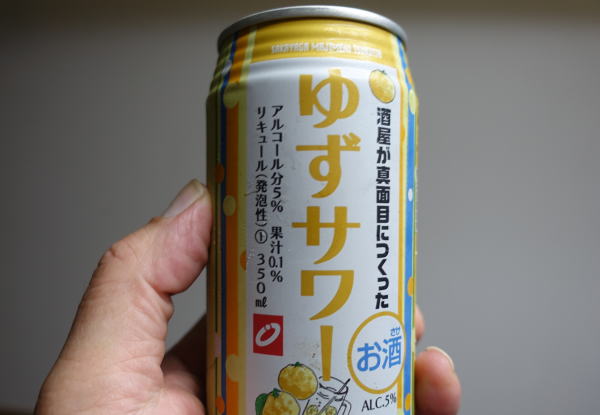 酒屋が真面目につくった
ゆずサワー
アルコール分5% 果汁0.1%
リキュール(発泡性)① 350㎖
お酒
さけ
ALC.5%